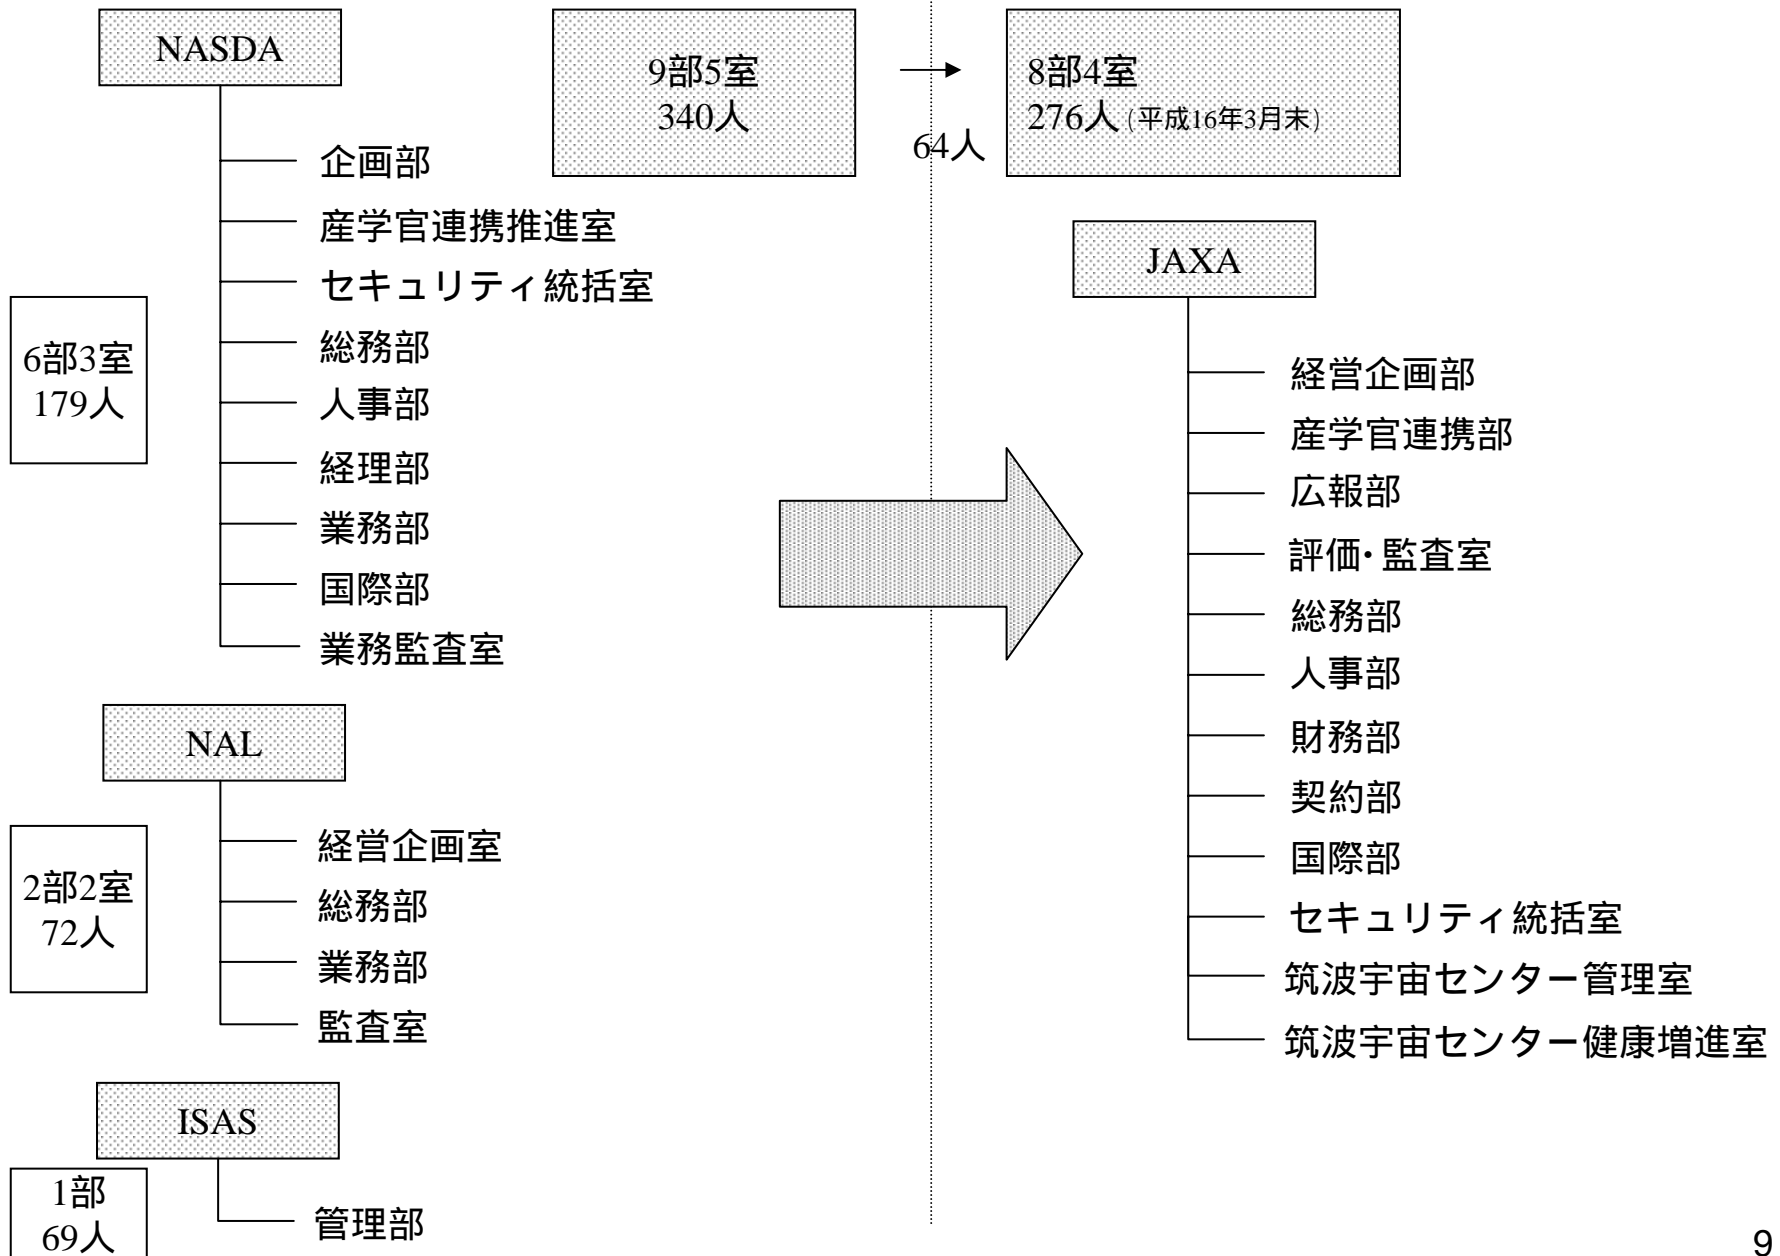 NASDA
9部5室
340人
64人
8部4室
276人 (平成16年3月末)
企画部
産学官連携推進室
セキュリティ統括室
総務部
人事部
経理部
業務部
国際部
業務監査室
6部3室
179人
NAL
経営企画室
総務部
業務部
監査室
2部2室
72人
ISAS
管理部
1部
69人
JAXA
経営企画部
産学官連携部
広報部
評価・監査室
総務部
人事部
財務部
契約部
国際部
セキュリティ統括室
筑波宇宙センター管理室
筑波宇宙センター健康増進室
9